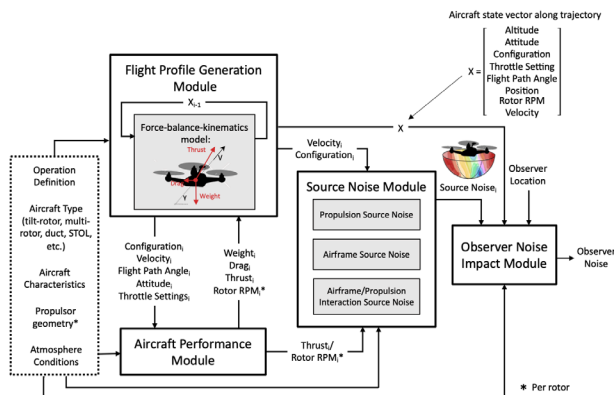 Aircraft state vector along trajectory
X =
Altitude
Attitude
Configuration
Throttle Setting
Flight Path Angle
Position
Rotor RPM
Velocity
Flight Profile Generation
Module
Xi-1
Force-balance-kinematics
model:
Thrust
V
Drag
γ
Weight
X
Velocityi
Configurationi
Source Noisei
Observer
Location
Operation
Definition
Aircraft Type
(tilt-rotor, multi-
rotor, duct, STOL,
etc.)
Aircraft
Characteristics
Propulsor
geometry*
Atmosphere
Conditions
Source Noise Module
Propulsion Source Noise
Airframe Source Noise
Airframe/Propulsion
Interaction Source Noise
Observer Noise
Impact Module
Observer
Noise
Configurationi
Velocityi
Flight Path Anglei
Attitudei
Throttle Settingsi
Weighti
Dragi
Thrusti
Rotor RPMi*
Aircraft Performance
Module
Thrusti/
Rotor RPMi*
* Per rotor